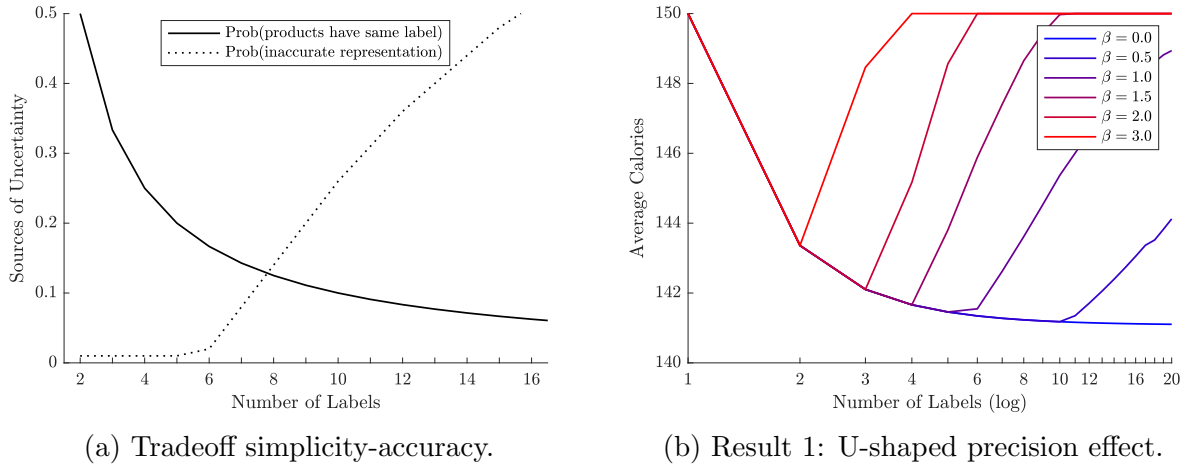 0.5
0.4
0.3
0.2
0.1
0
Sources of Uncertainty
Prob(products have same label)
Prob(inaccurate representation)
2 4 6 8 10 12 14 16
Number of Labels
(a) Tradeoff simplicity-accuracy.
150
148
146
144
142
140
Average Calories
β = 0.0
β = 0.5
β = 1.0
β = 1.5
β = 2.0
β = 3.0
1 2 3 4 6 8 10 12 16 20
Number of Labels (log)
(b) Result 1: U-shaped precision effect.